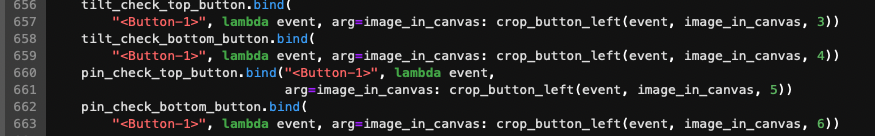 656 tilt_check_top_button.bind(
657 "<Button-1>", lambda event, arg=image_in_canvas: crop_button_left(event, image_in_canvas, 3))
658 tilt_check_bottom_button.bind(
659 "<Button-1>", lambda event, arg=image_in_canvas: crop_button_left(event, image_in_canvas, 4))
660 pin_check_top_button.bind("<Button-1>", lambda event,
661 arg=image_in_canvas: crop_button_left(event, image_in_canvas, 5))
662 pin_check_bottom_button.bind(
663 "<Button-1>", lambda event, arg=image_in_canvas: crop_button_left(event, image_in_canvas, 6))